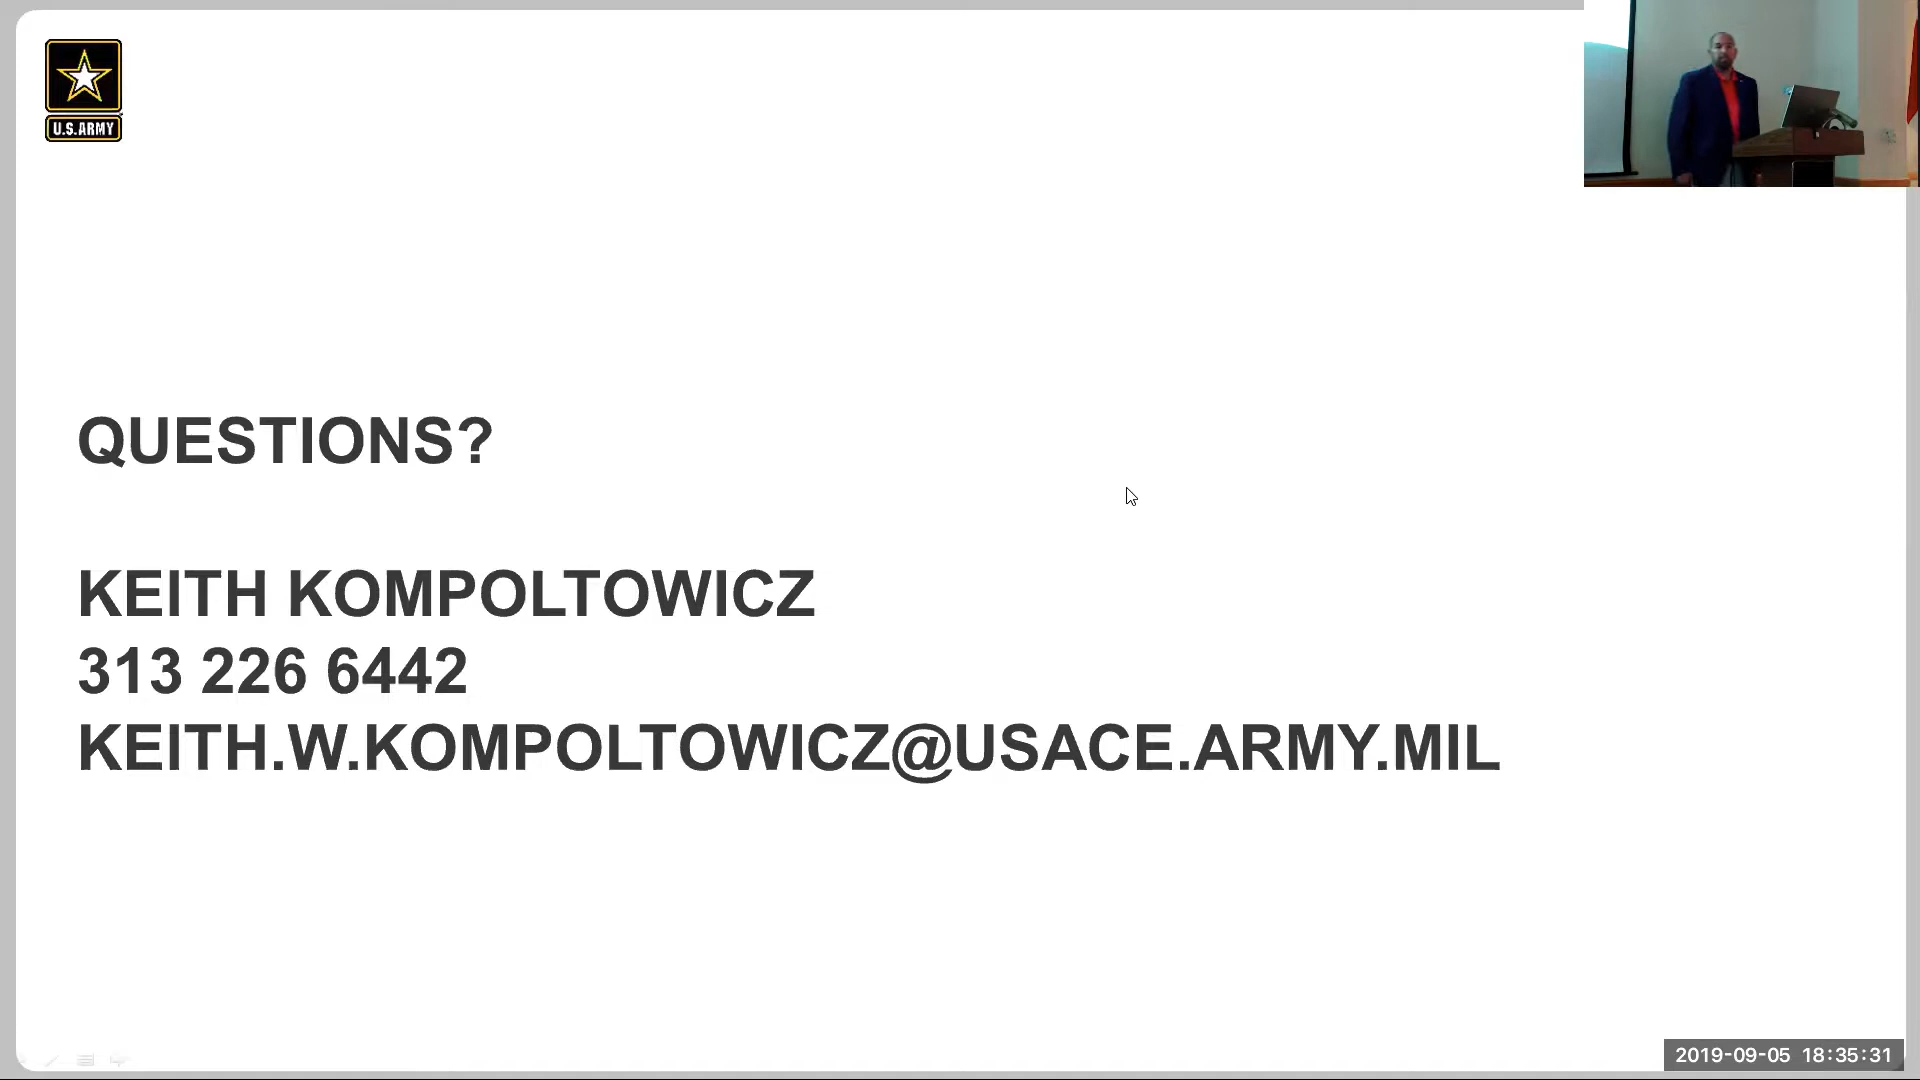 U.S.ARMY
QUESTIONS?
KEITH KOMPOLTOWICZ
313 226 6442
KEITH.W.KOMPOLTOWICZ@USACE.ARMY.MIL
2019-09-05 18:35:31